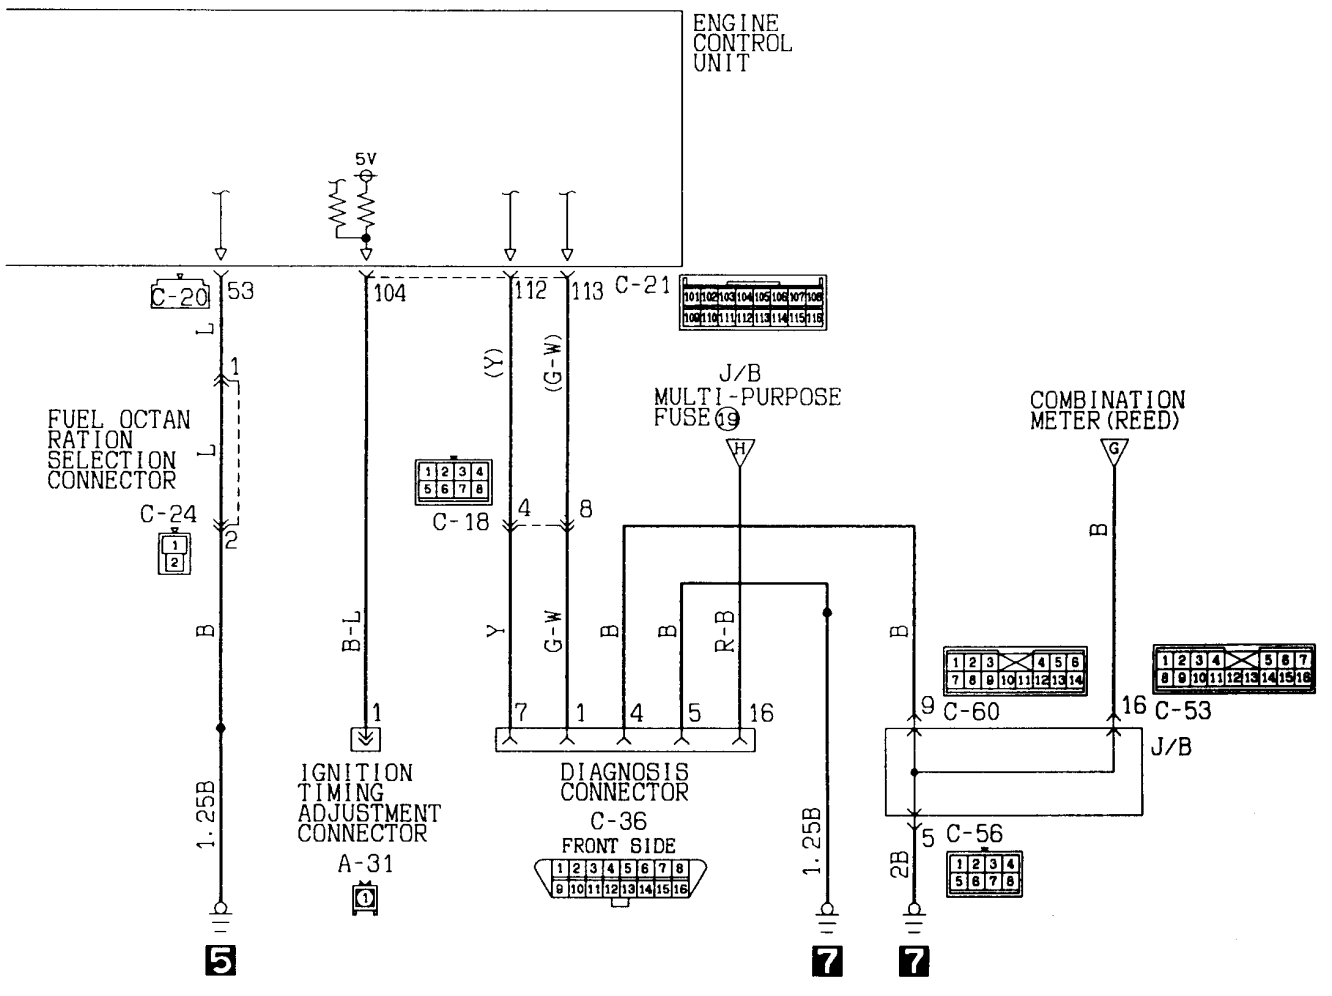 ENGINE
CONTROL
UNIT
5V
C-20
53
104
112
113
C-21
101 102 103 104 105 106 107 108
109 110 111 112 113 114 115 116
L
(Y)
(G-W)
1
J/B
MULTI-PURPOSE
FUSE 19
COMBINATION
METER(REED)
FUEL OCTAN
RATION
SELECTION
CONNECTOR
L
H
G
1 2 3 4
5 6 7 8
C-18
4
8
C-24
2
1
2
B
B
B-L
Y
G-W
B
B
R-B
B
1 2 3 4 5 6
7 8 9 10 11 12 13 14
1 2 3 4 5 6 7
8 9 10 11 12 13 14 15 16
1
7
1
4
5
16
9
C-60
16
C-53
J/B
IGNITION
TIMING
ADJUSTMENT
CONNECTOR
A-31
1
DIAGNOSIS
CONNECTOR
C-36
FRONT SIDE
1 2 3 4 5 6 7 8
9 10 11 12 13 14 15 16
1.25B
1.25B
2B
5
C-56
1 2 3 4
5 6 7 8
5
7
7